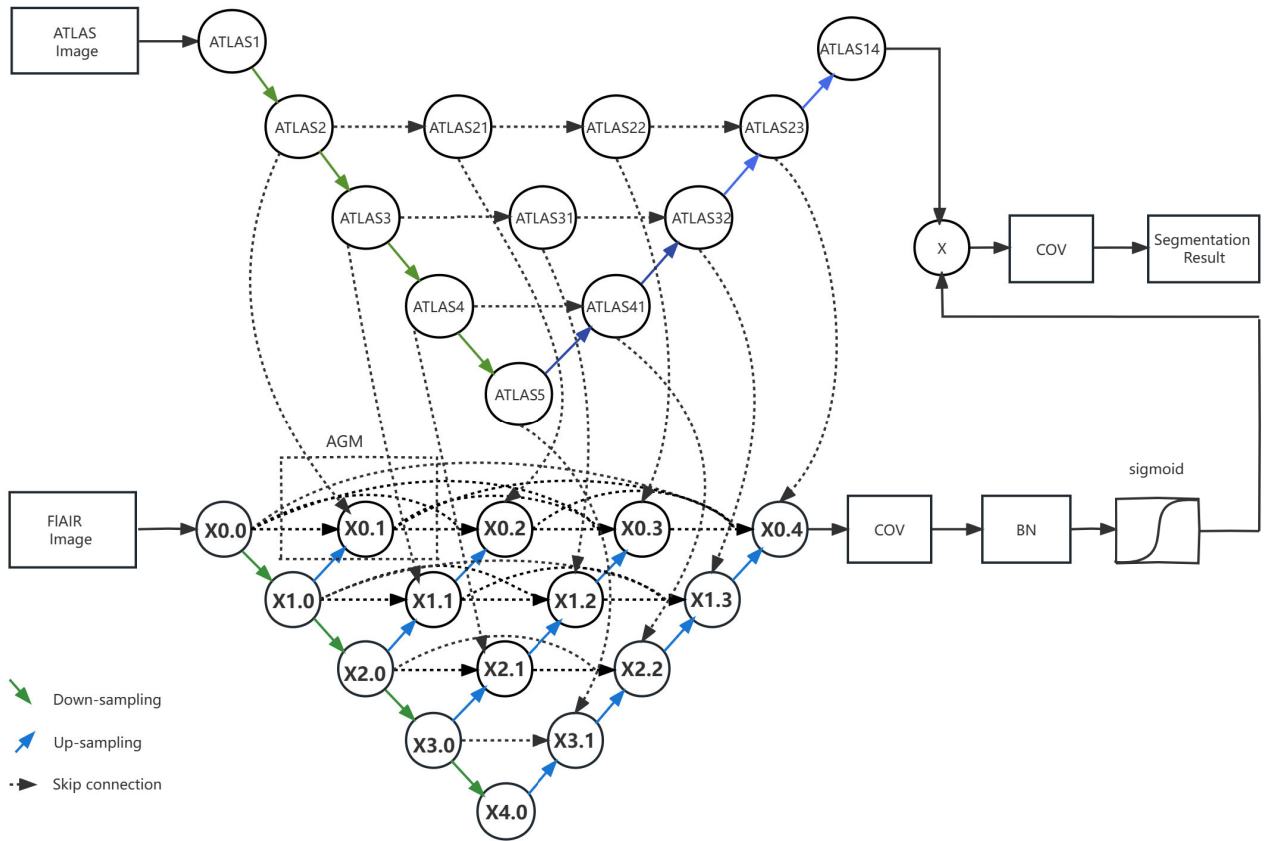 ATLAS
Image
ATLAS1
ATLAS14
ATLAS2
ATLAS21
ATLAS22
ATLAS23
ATLAS3
ATLAS31
ATLAS32
X
COV
Segmentation
Result
ATLAS4
ATLAS41
ATLAS5
AGM
sigmoid
FlAIR
Image
X0.0
X0.1
X0.2
X0.3
X0.4
COV
BN
X1.0
X1.1
X1.2
X1.3
X2.0
X2.1
X2.2
Down-sampling
X3.0
X3.1
Up-sampling
Skip connection
X4.0